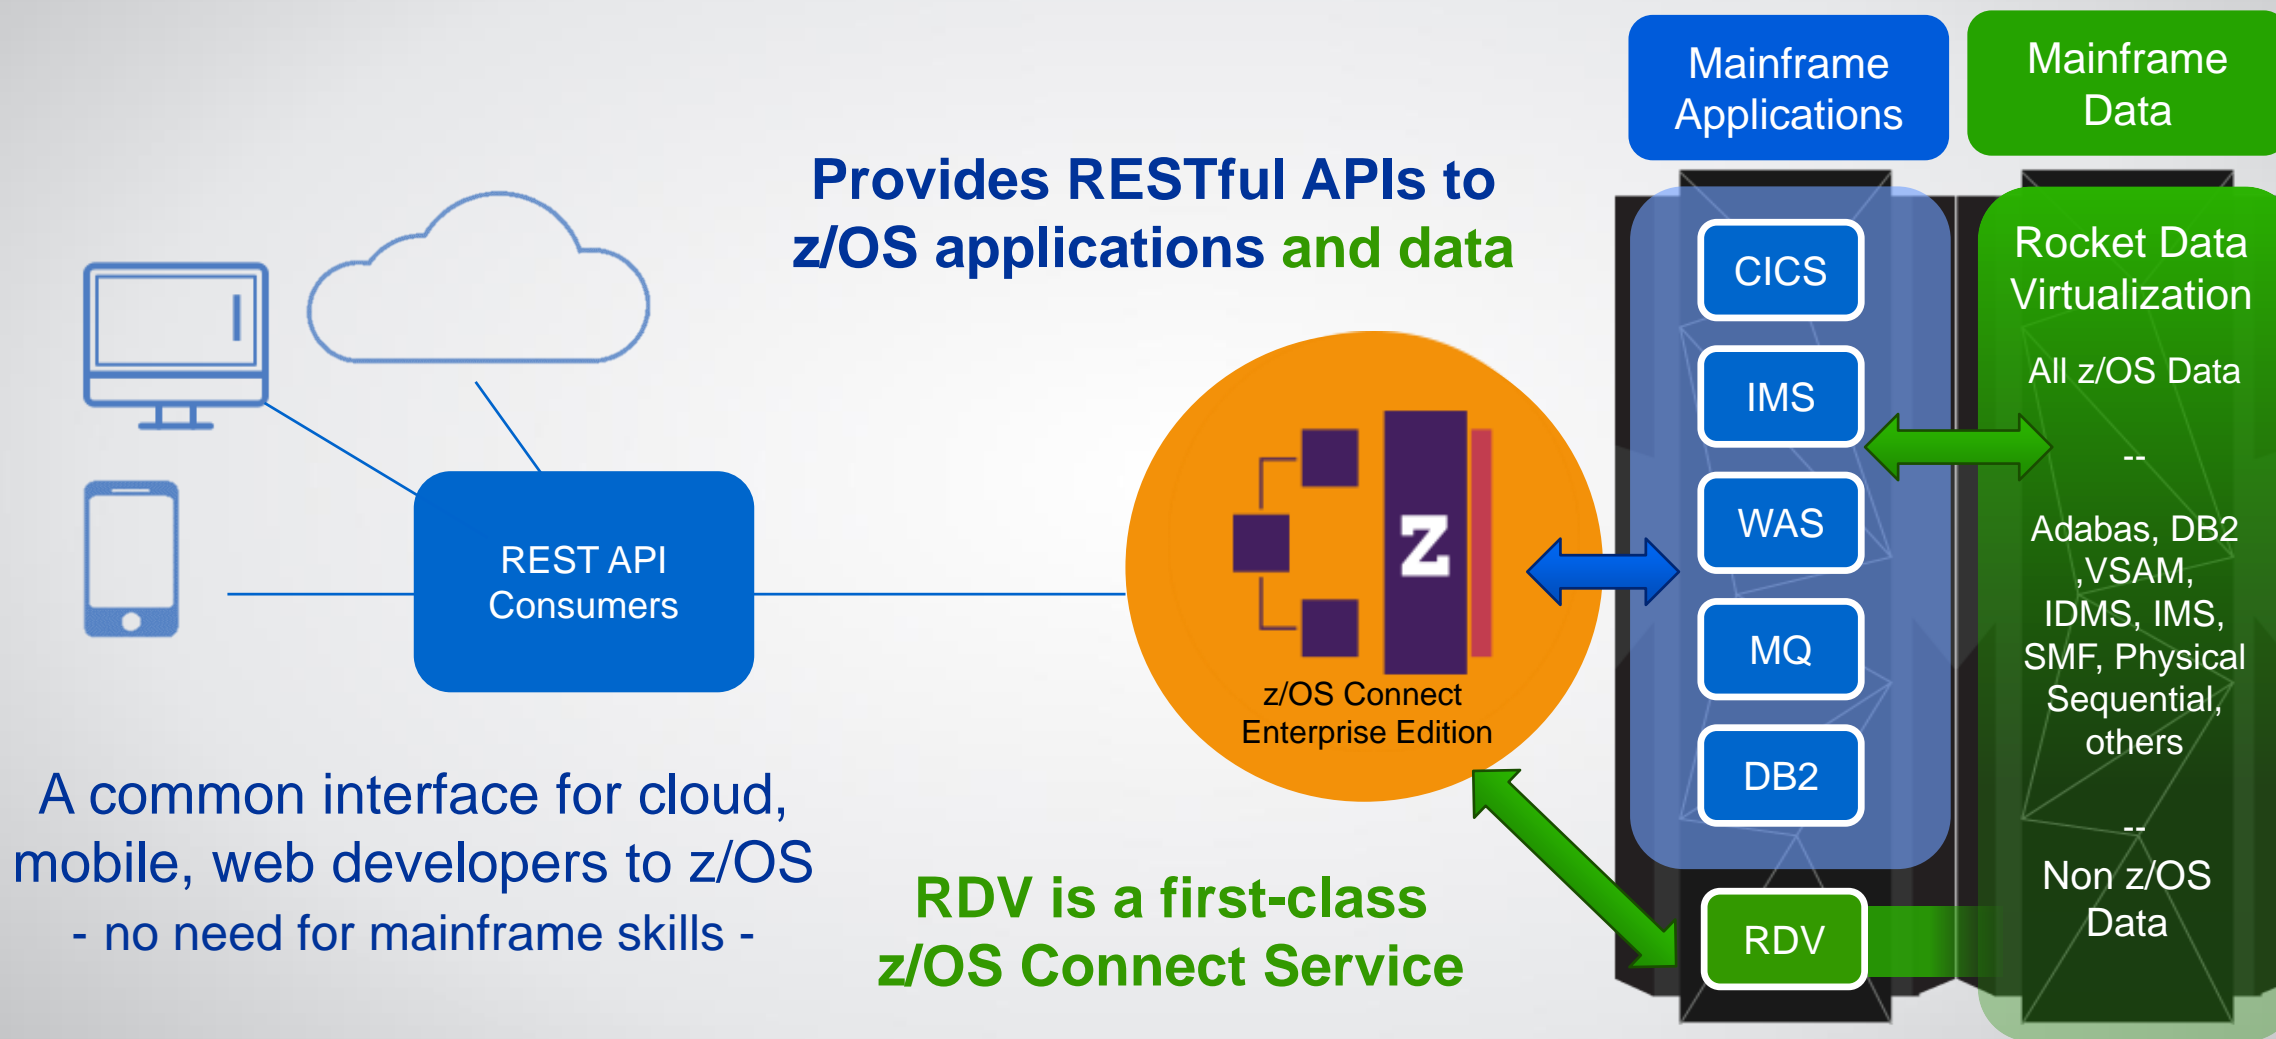 Mainframe
Applications
Mainframe
Data
Provides RESTful APIs to
z/OS applications and data
REST API
Consumers
Z
z/OS Connect
Enterprise Edition
A common interface for cloud,
mobile, web developers to z/OS
- no need for mainframe skills -
RDV is a first-class
z/OS Connect Service
CICS
IMS
WAS
MQ
DB2
RDV
Rocket Data
Virtualization
All z/OS Data
--
Adabas, DB2
,VSAM,
IDMS, IMS,
SMF, Physical
Sequential,
others
--
Non z/OS
Data